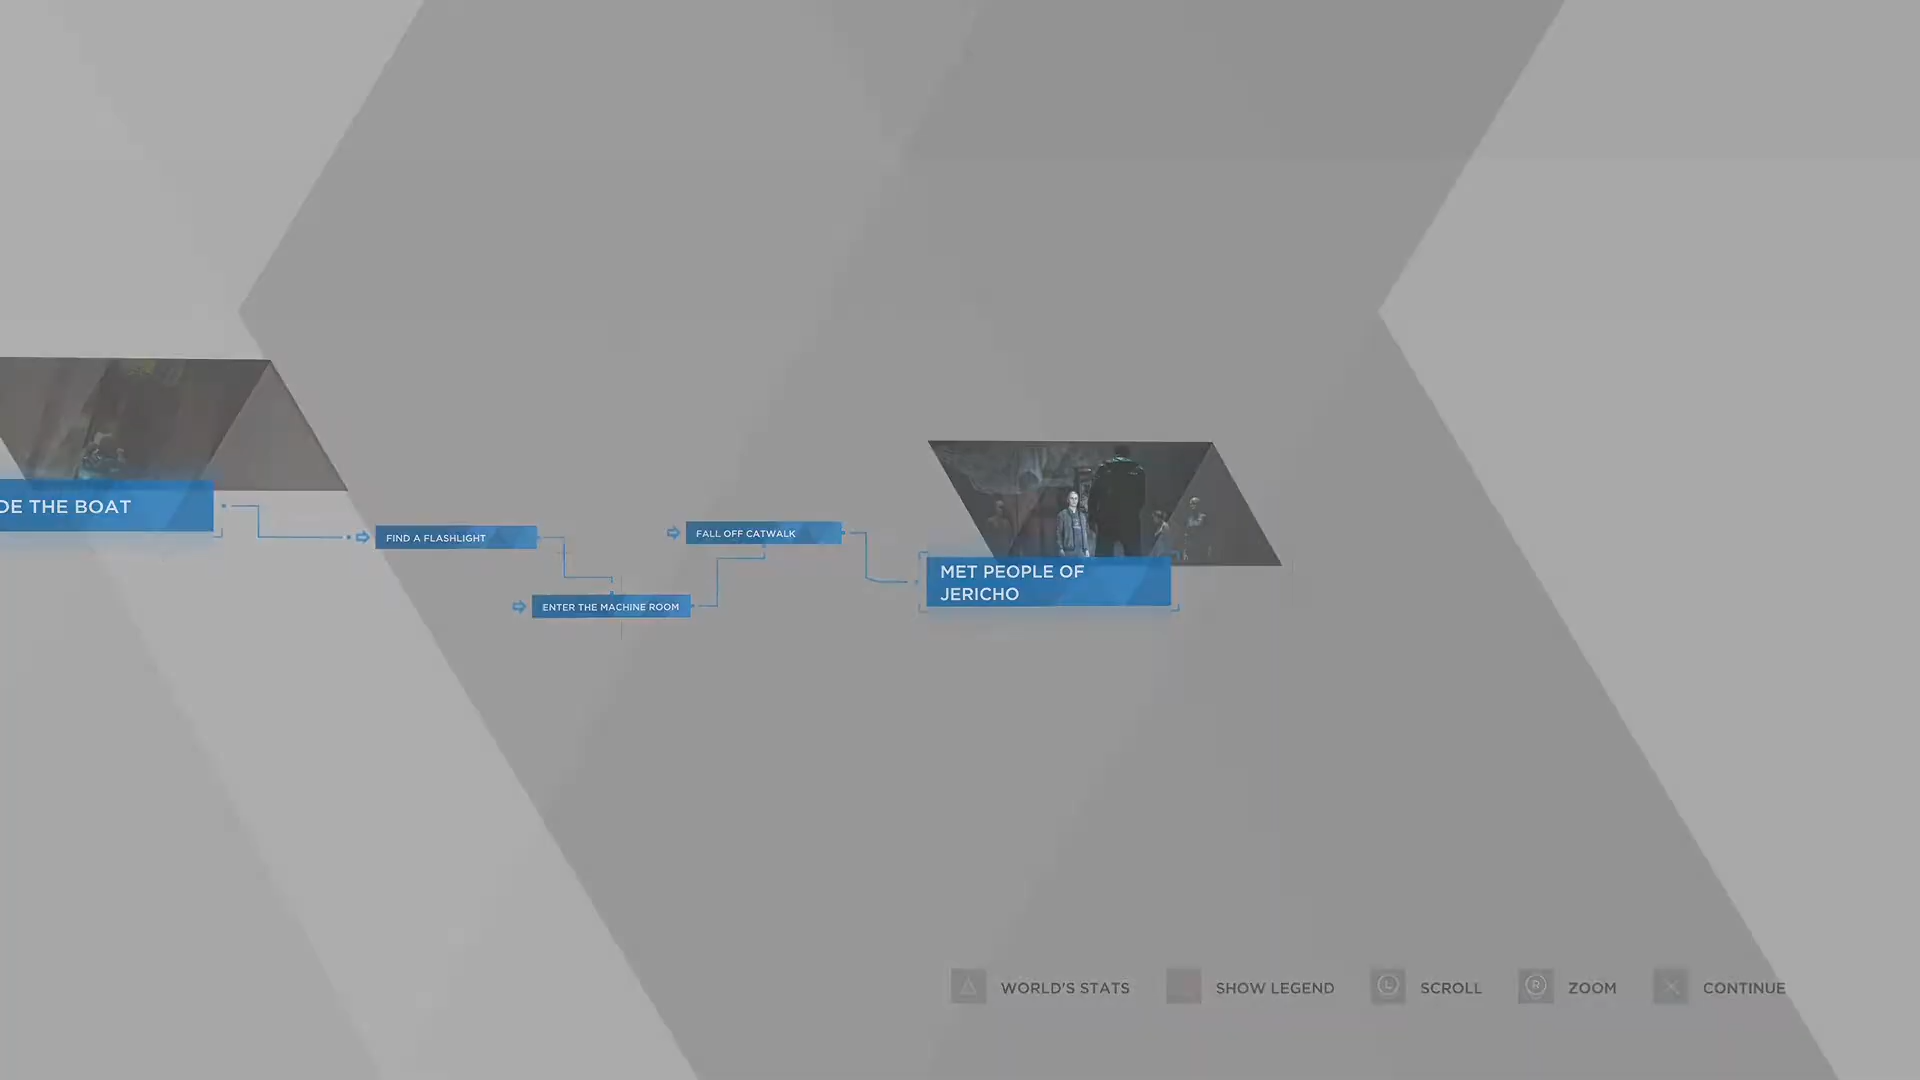 DE THE BOAT
FIND A FLASHLIGHT
ENTER THE MACHINE ROOM
FALL OFF CATWALK
MET PEOPLE OF
JERICHO
WORLD'S STATS
SHOW LEGEND
L SCROLL
R ZOOM
CONTINUE